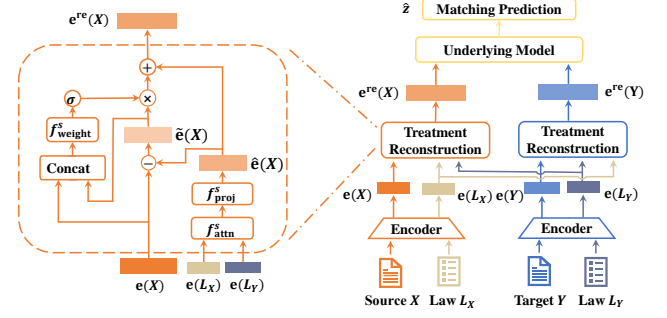 e^re(X)
+
σ
×
f^s_weight
ẽ(X)
Concat
−
ê(X)
f^s_proj
f^s_attn
e(X)
e(L_X)
e(L_Y)
ẑ
Matching Prediction
Underlying Model
e^re(X)
e^re(Y)
Treatment
Reconstruction
Treatment
Reconstruction
e(X)
e(L_X)
e(Y)
e(L_Y)
Encoder
Encoder
Source X
Law L_X
Target Y
Law L_Y